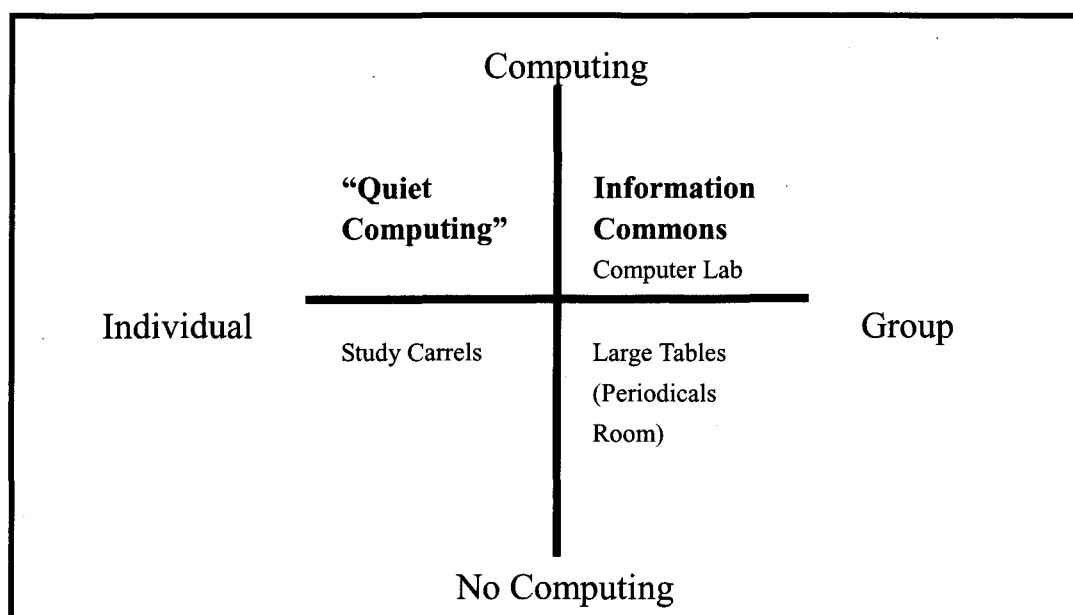 Computing
“Quiet
Computing”
Information
Commons
Computer Lab
Individual
Group
Study Carrels
Large Tables
(Periodicals
Room)
No Computing